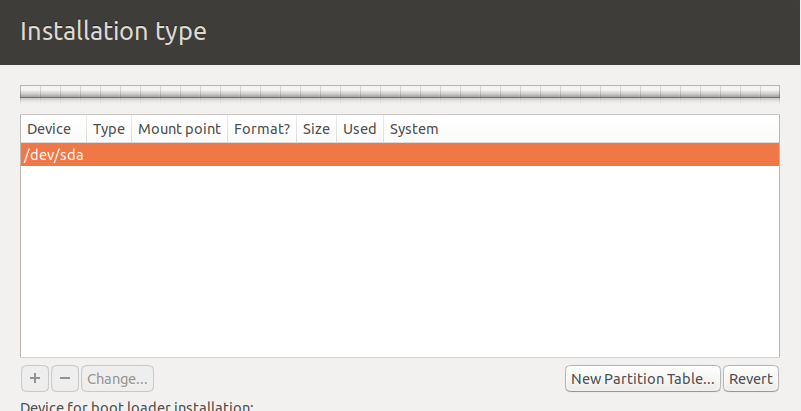 Installation type
Device Type Mount point Format? Size Used System
/dev/sda
+ − Change... New Partition Table... Revert
Device for boot loader installation: